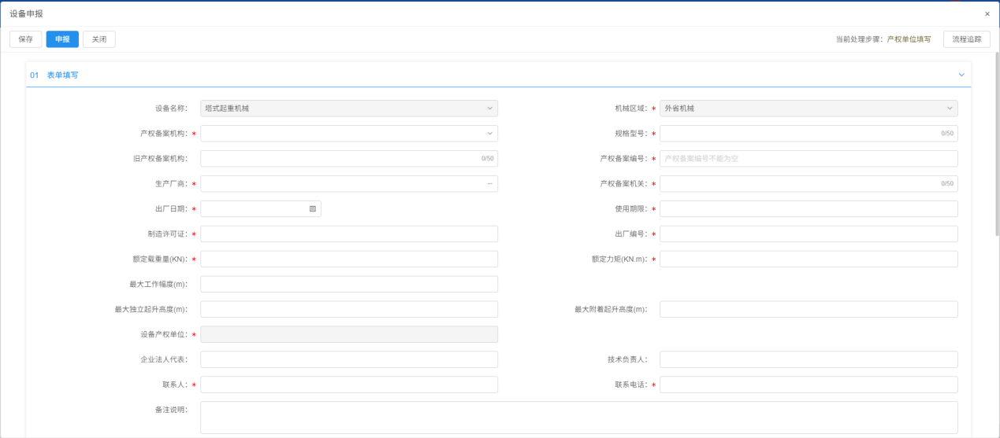 设备申报 ×
保存 申报 关闭 当前处理步骤：产权单位填写 流程追踪
01 表单填写
设备名称： 塔式起重机械 机械区域：* 外省机械
产权备案机构：* 规格型号：* 0/50
旧产权备案机构： 0/50 产权备案编号：* 产权备案编号不能为空
生产厂商：* ... 产权备案机关：* 0/50
出厂日期：* 使用期限：*
制造许可证：* 出厂编号：*
额定载重量(KN)：* 额定力矩(KN.m)：*
最大工作幅度(m)：
最大独立起升高度(m)： 最大附着起升高度(m)：
设备产权单位：*
企业法人代表： 技术负责人：
联系人：* 联系电话：*
备注说明：